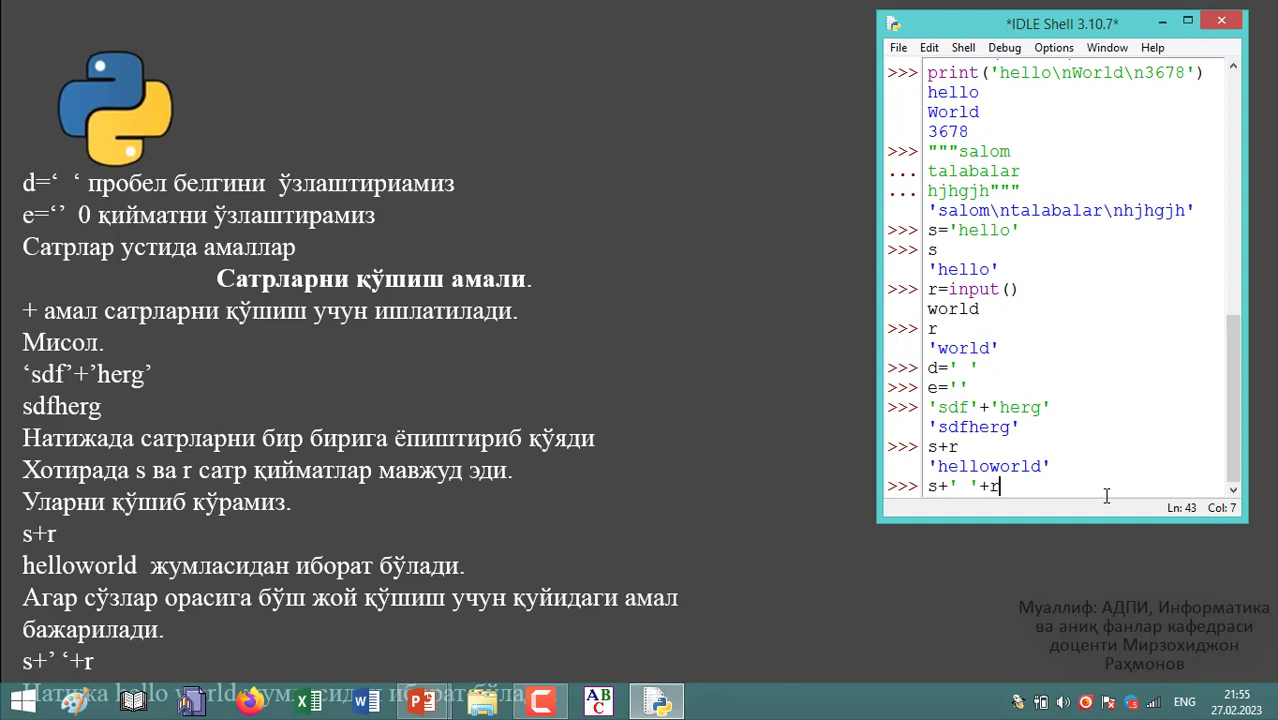 d=‘  ‘ пробел белгини  ўзлаштириамиз
e=‘’  0 қийматни ўзлаштирамиз
Сатрлар устида амаллар
Сатрларни қўшиш амали.
+ амал сатрларни қўшиш учун ишлатилади.
Мисол.
‘sdf’+’herg’
sdfherg
Натижада сатрларни бир бирига ёпиштириб қўяди
Хотирада s ва r сатр қийматлар мавжуд эди.
Уларни қўшиб кўрамиз.
s+r
helloworld  жумласидан иборат бўлади.
Агар сўзлар орасига бўш жой қўшиш учун қуйидаги амал
бажарилади.
s+’ ‘+r
*IDLE Shell 3.10.7*
File Edit Shell Debug Options Window Help
>>> print('hello\nWorld\n3678')
hello
World
3678
>>> """salom
... talabalar
... hjhgjh"""
'salom\ntalabalar\nhjhgjh'
>>> s='hello'
>>> s
'hello'
>>> r=input()
world
>>> r
'world'
>>> d=' '
>>> e=''
>>> 'sdf'+'herg'
'sdfherg'
>>> s+r
'helloworld'
>>> s+' '+r
Ln: 43 Col: 7
Муаллиф: АДПИ, Информатика
ва аниқ фанлар кафедраси
доценти Мирзохиджон
Раҳмонов
ABC
ENG
21:55
27.02.2023